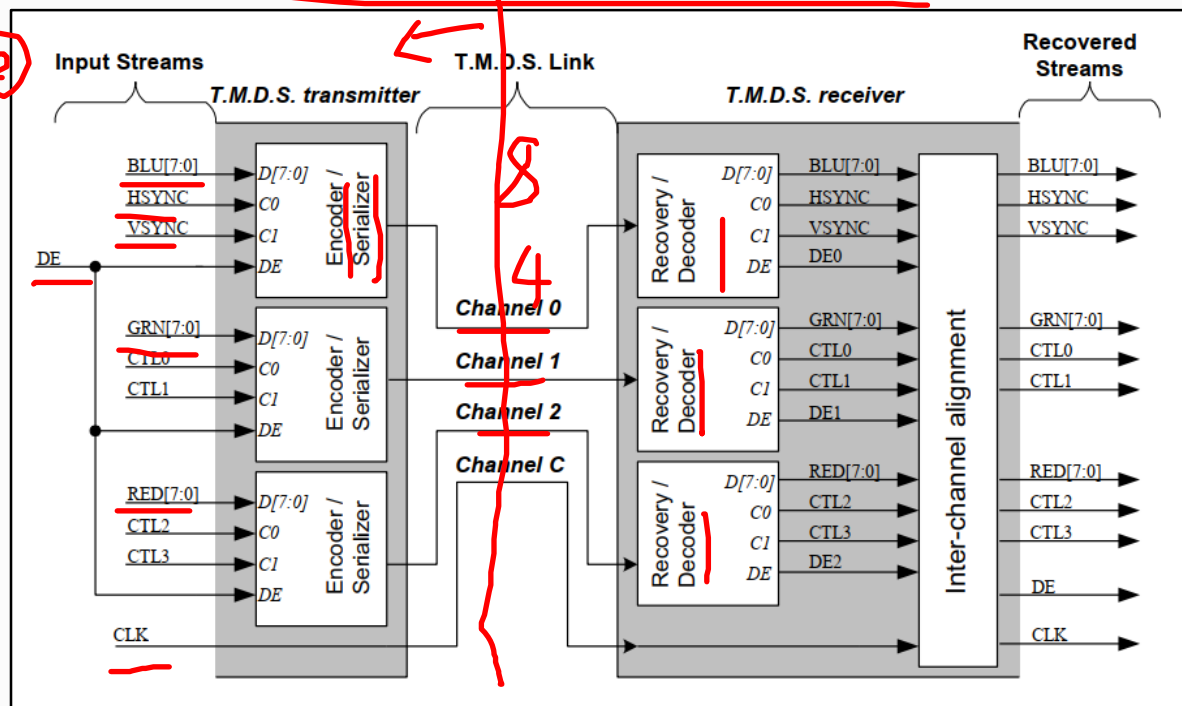 Input Streams
T.M.D.S. Link
Recovered
Streams
T.M.D.S. transmitter
T.M.D.S. receiver
BLU[7:0]
HSYNC
VSYNC
DE
D[7:0]
C0
C1
DE
Encoder /
Serializer
GRN[7:0]
CTL0
CTL1
D[7:0]
C0
C1
DE
Encoder /
Serializer
RED[7:0]
CTL2
CTL3
D[7:0]
C0
C1
DE
Encoder /
Serializer
CLK
8
4
Channel 0
Channel 1
Channel 2
Channel C
Recovery /
Decoder
D[7:0]
C0
C1
DE
BLU[7:0]
HSYNC
VSYNC
DE0
Recovery /
Decoder
D[7:0]
C0
C1
DE
GRN[7:0]
CTL0
CTL1
DE1
Recovery /
Decoder
D[7:0]
C0
C1
DE
RED[7:0]
CTL2
CTL3
DE2
Inter-channel alignment
BLU[7:0]
HSYNC
VSYNC
GRN[7:0]
CTL0
CTL1
RED[7:0]
CTL2
CTL3
DE
CLK